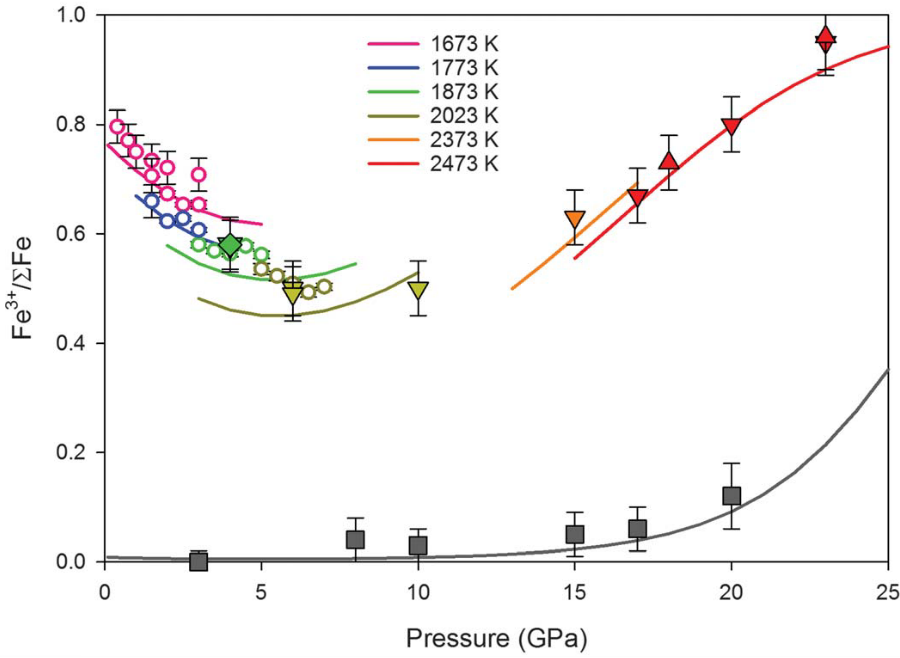 1.0
0.8
0.6
0.4
0.2
0.0
Fe³⁺/ΣFe
1673 K
1773 K
1873 K
2023 K
2373 K
2473 K
0 5 10 15 20 25
Pressure (GPa)